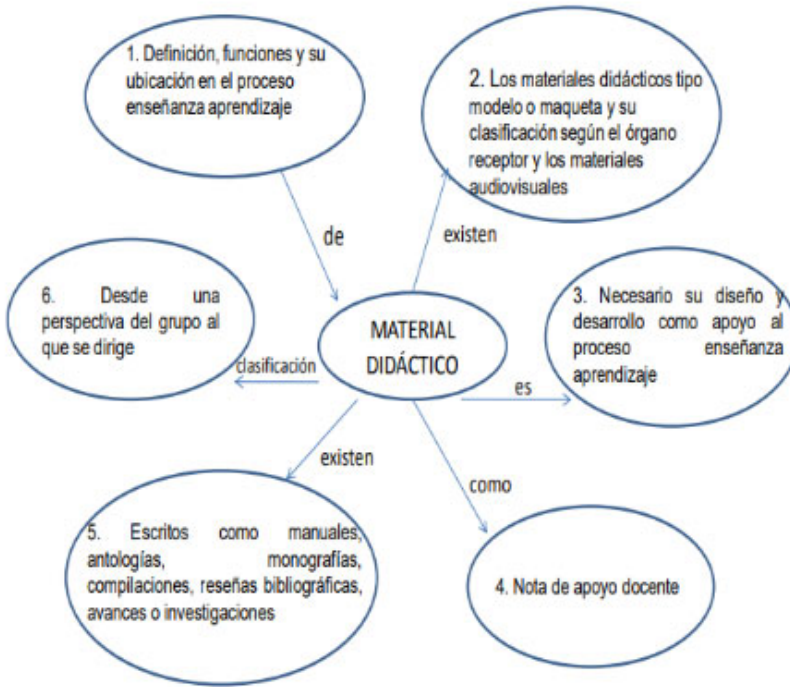 1. Definición, funciones y su
ubicación en el proceso
enseñanza aprendizaje
2. Los materiales didácticos tipo
modelo o maqueta y su
clasificación según el órgano
receptor y los materiales
audiovisuales
de
existen
6. Desde una
perspectiva del grupo al
que se dirige
MATERIAL
DIDÁCTICO
3. Necesario su diseño y
desarrollo como apoyo al
proceso enseñanza
aprendizaje
clasificación
es
existen
como
5. Escritos como manuales,
antologías, monografías,
compilaciones, reseñas bibliográficas,
avances o investigaciones
4. Nota de apoyo docente